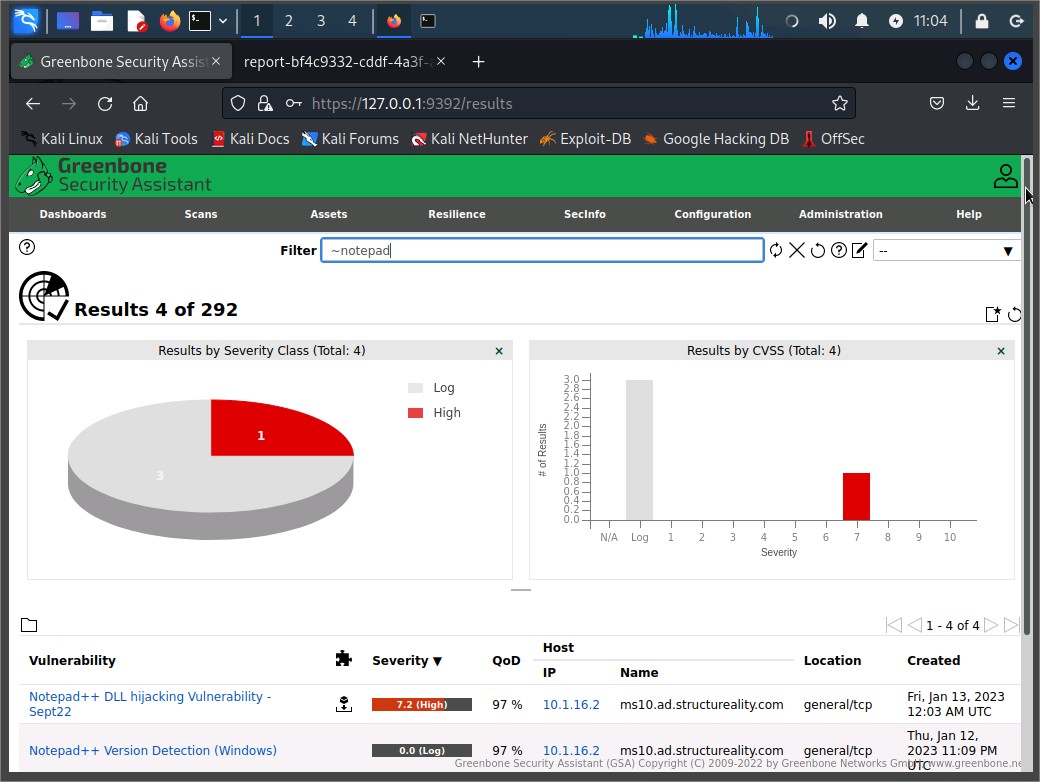 1 2 3 4 11:04
Greenbone Security Assist × report-bf4c9332-cddf-4a3f- × +
https://127.0.0.1:9392/results
Kali Linux Kali Tools Kali Docs Kali Forums Kali NetHunter Exploit-DB Google Hacking DB OffSec
Greenbone
Security Assistant
Dashboards Scans Assets Resilience SecInfo Configuration Administration Help
Filter ~notepad --
Results 4 of 292
Results by Severity Class (Total: 4) ×
Log
High
1
3
Results by CVSS (Total: 4) ×
3.0
2.8
2.6
2.4
2.2
2.0
1.8
1.6
1.4
1.2
1.0
0.8
0.6
0.4
0.2
0.0
# of Results
N/A Log 1 2 3 4 5 6 7 8 9 10
Severity
1 - 4 of 4
Vulnerability Severity ▼ QoD Host Location Created
IP Name
Notepad++ DLL hijacking Vulnerability - 
Sept22
7.2 (High) 97 % 10.1.16.2 ms10.ad.structureality.com general/tcp Fri, Jan 13, 2023
12:03 AM UTC
Notepad++ Version Detection (Windows) 0.0 (Log) 97 % 10.1.16.2 ms10.ad.structureality.com general/tcp Thu, Jan 12,
2023 11:09 PM
UTC
Greenbone Security Assistant (GSA) Copyright (C) 2009-2022 by Greenbone Networks GmbH, www.greenbone.ne